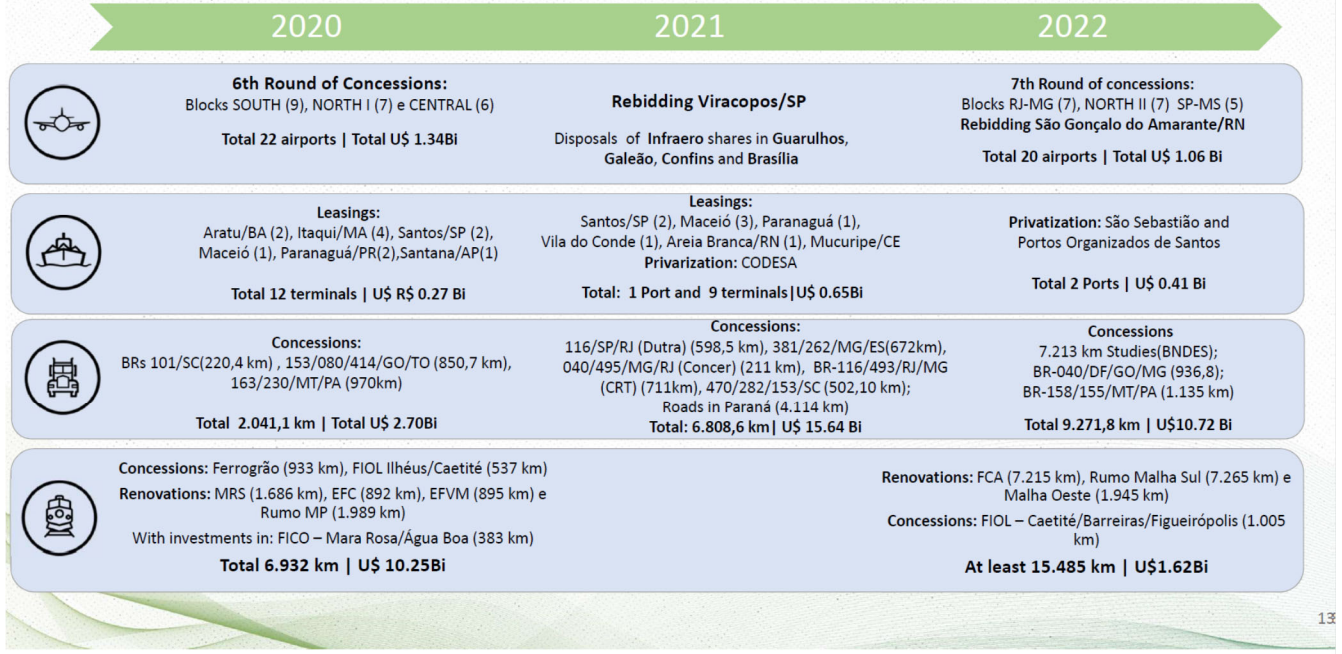 2020
2021
2022
6th Round of Concessions:
Blocks SOUTH (9), NORTH I (7) e CENTRAL (6)
Total 22 airports | Total U$ 1.34Bi
Rebidding Viracopos/SP
Disposals of Infraero shares in Guarulhos,
Galeão, Confins and Brasília
7th Round of concessions:
Blocks RJ-MG (7), NORTH II (7) SP-MS (5)
Rebidding São Gonçalo do Amarante/RN
Total 20 airports | Total U$ 1.06 Bi
Leasings:
Aratu/BA (2), Itaqui/MA (4), Santos/SP (2),
Maceió (1), Paranaguá/PR(2),Santana/AP(1)
Total 12 terminals | U$ R$ 0.27 Bi
Leasings:
Santos/SP (2), Maceió (3), Paranaguá (1),
Vila do Conde (1), Areia Branca/RN (1), Mucuripe/CE
Privarization: CODESA
Total: 1 Port and 9 terminals|U$ 0.65Bi
Privatization: São Sebastião and
Portos Organizados de Santos
Total 2 Ports | U$ 0.41 Bi
Concessions:
BRs 101/SC(220,4 km) , 153/080/414/GO/TO (850,7 km),
163/230/MT/PA (970km)
Total 2.041,1 km | Total U$ 2.70Bi
Concessions:
116/SP/RJ (Dutra) (598,5 km), 381/262/MG/ES(672km),
040/495/MG/RJ (Concer) (211 km), BR-116/493/RJ/MG
(CRT) (711km), 470/282/153/SC (502,10 km);
Roads in Paraná (4.114 km)
Total: 6.808,6 km| U$ 15.64 Bi
Concessions
7.213 km Studies(BNDES);
BR-040/DF/GO/MG (936,8);
BR-158/155/MT/PA (1.135 km)
Total 9.271,8 km | U$10.72 Bi
Concessions: Ferrogrão (933 km), FIOL Ilhéus/Caetité (537 km)
Renovations: MRS (1.686 km), EFC (892 km), EFVM (895 km) e
Rumo MP (1.989 km)
With investments in: FICO – Mara Rosa/Água Boa (383 km)
Total 6.932 km | U$ 10.25Bi
Renovations: FCA (7.215 km), Rumo Malha Sul (7.265 km) e
Malha Oeste (1.945 km)
Concessions: FIOL – Caetité/Barreiras/Figueirópolis (1.005
km)
At least 15.485 km | U$1.62Bi